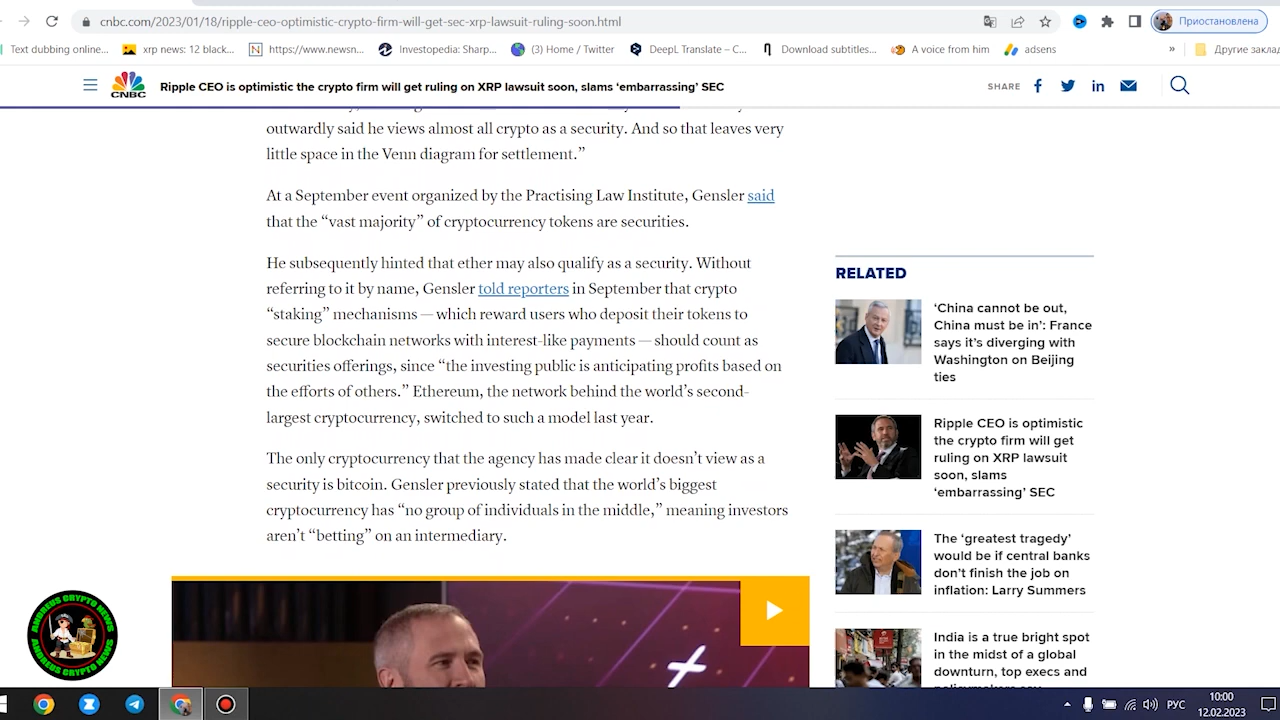 cnbc.com/2023/01/18/ripple-ceo-optimistic-crypto-firm-will-get-sec-xrp-lawsuit-ruling-soon.html
Приостановлена
Text dubbing online...
xrp news: 12 black...
https://www.newsn...
Investopedia: Sharp...
(3) Home / Twitter
DeepL Translate – C...
Download subtitles...
A voice from him
adsens
»
Другие закла
CNBC
Ripple CEO is optimistic the crypto firm will get ruling on XRP lawsuit soon, slams ‘embarrassing’ SEC
SHARE
outwardly said he views almost all crypto as a security. And so that leaves very
little space in the Venn diagram for settlement.”
At a September event organized by the Practising Law Institute, Gensler said
that the “vast majority” of cryptocurrency tokens are securities.
He subsequently hinted that ether may also qualify as a security. Without
referring to it by name, Gensler told reporters in September that crypto
“staking” mechanisms — which reward users who deposit their tokens to
secure blockchain networks with interest-like payments — should count as
securities offerings, since “the investing public is anticipating profits based on
the efforts of others.” Ethereum, the network behind the world’s second-
largest cryptocurrency, switched to such a model last year.
The only cryptocurrency that the agency has made clear it doesn’t view as a
security is bitcoin. Gensler previously stated that the world’s biggest
cryptocurrency has “no group of individuals in the middle,” meaning investors
aren’t “betting” on an intermediary.
RELATED
‘China cannot be out,
China must be in’: France
says it’s diverging with
Washington on Beijing
ties
Ripple CEO is optimistic
the crypto firm will get
ruling on XRP lawsuit
soon, slams
‘embarrassing’ SEC
The ‘greatest tragedy’
would be if central banks
don’t finish the job on
inflation: Larry Summers
India is a true bright spot
in the midst of a global
downturn, top execs and
ANDREUS CRYPTO NEWS
ANDREUS CRYPTO NEWS
РУС
10:00
12.02.2023